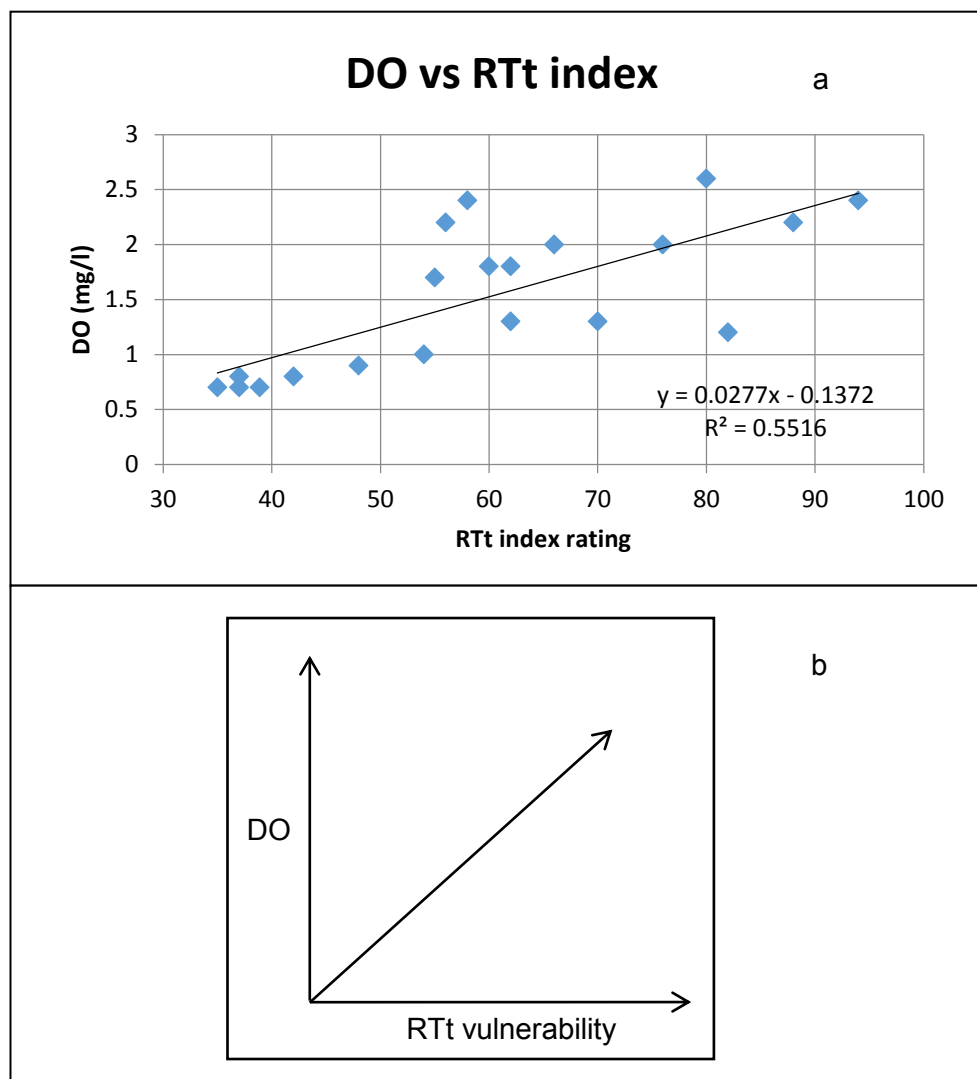 DO vs RTt index
a
3
2.5
2
1.5
1
0.5
0
DO (mg/l)
y = 0.0277x - 0.1372
R² = 0.5516
30 40 50 60 70 80 90 100
RTt index rating
b
DO
RTt vulnerability